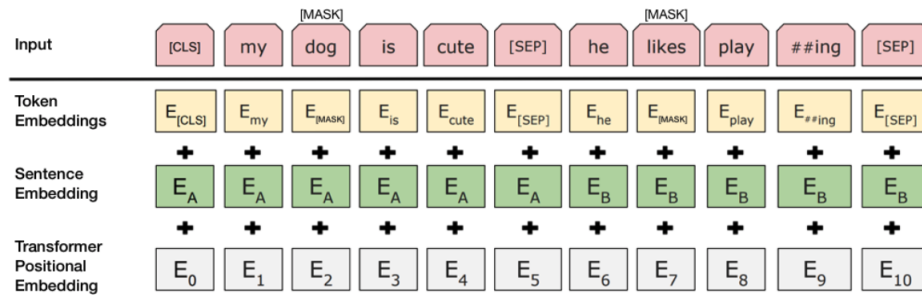 [MASK] [MASK]
Input [CLS] my dog is cute [SEP] he likes play ##ing [SEP]
Token Embeddings E[CLS] Emy E[MASK] Eis Ecute E[SEP] Ehe E[MASK] Eplay E##ing E[SEP]
+ + + + + + + + + + +
Sentence Embedding EA EA EA EA EA EA EB EB EB EB EB
+ + + + + + + + + + +
Transformer Positional Embedding E0 E1 E2 E3 E4 E5 E6 E7 E8 E9 E10